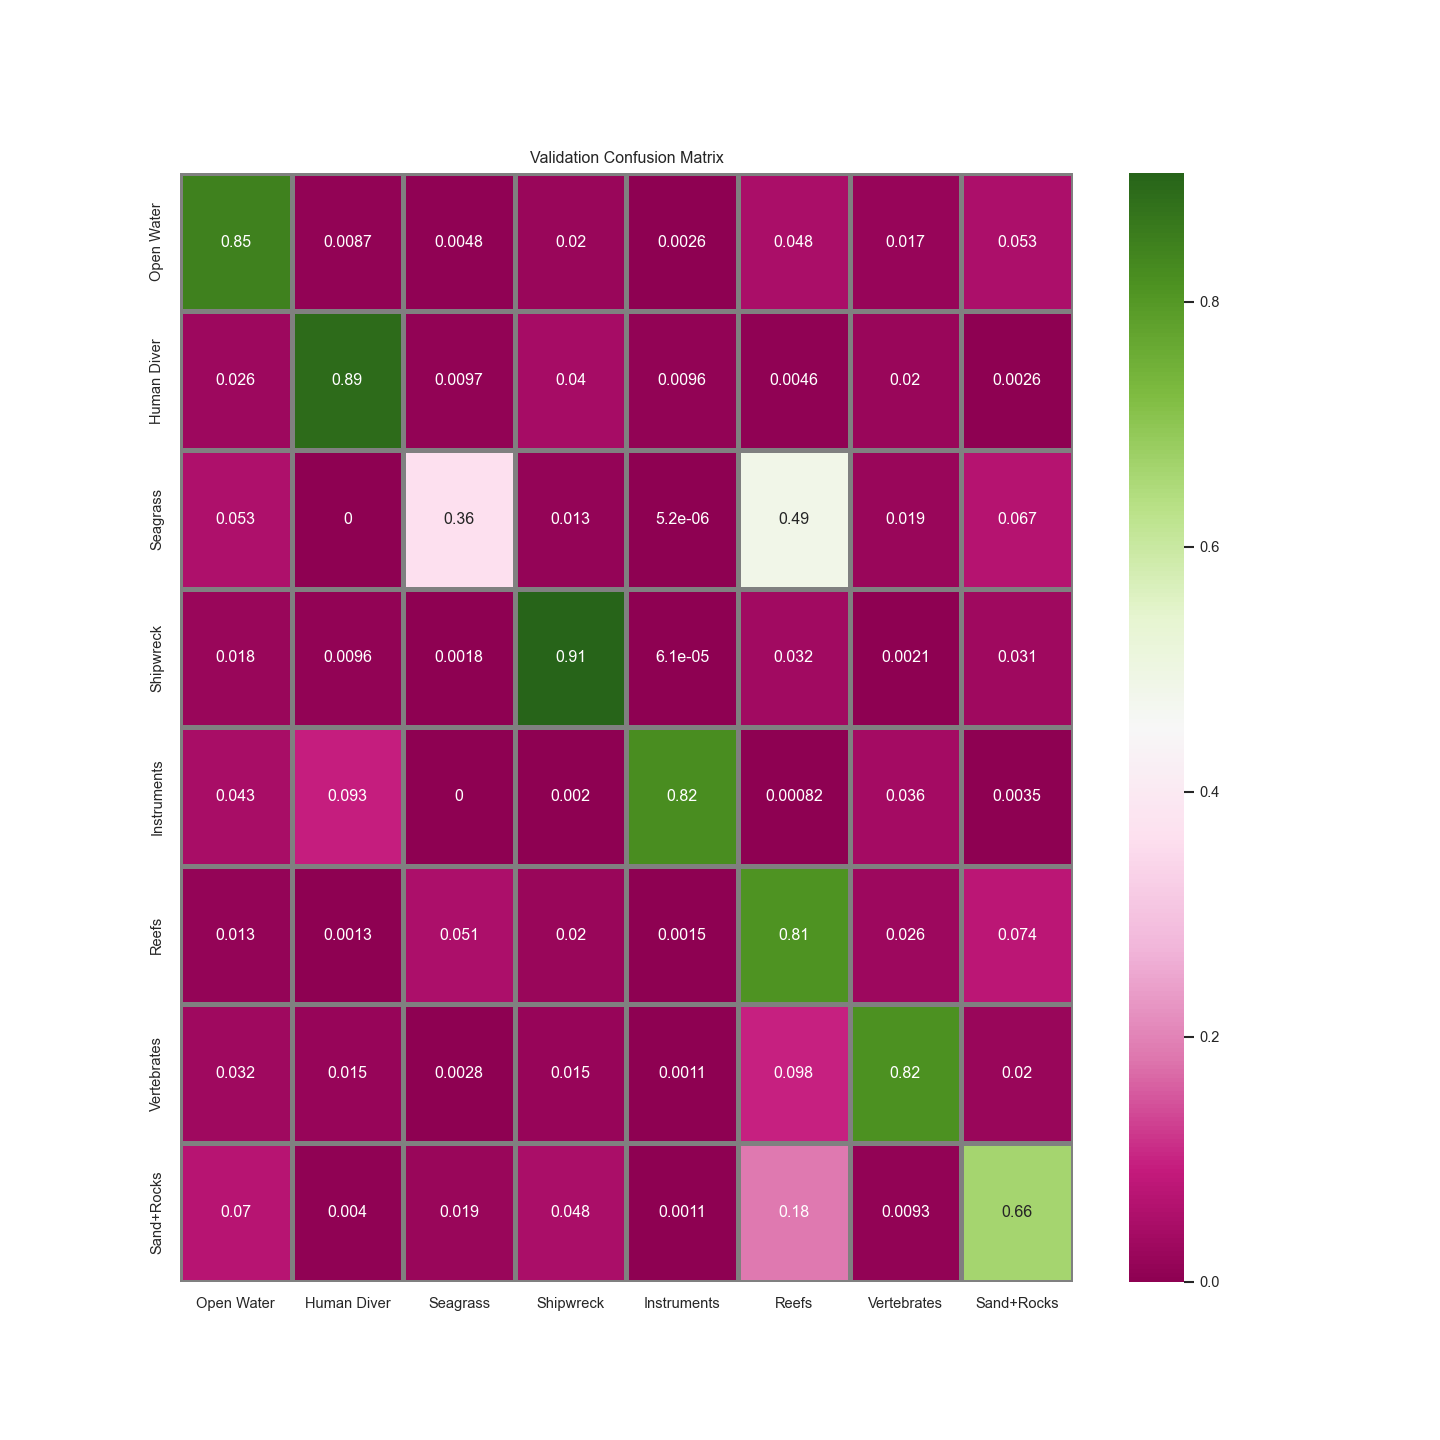 Validation Confusion Matrix
Open Water 0.85 0.0087 0.0048 0.02 0.0026 0.048 0.017 0.053
0.8
Human Diver 0.026 0.89 0.0097 0.04 0.0096 0.0046 0.02 0.0026
Seagrass 0.053 0 0.36 0.013 5.2e-06 0.49 0.019 0.067
0.6
Shipwreck 0.018 0.0096 0.0018 0.91 6.1e-05 0.032 0.0021 0.031
Instruments 0.043 0.093 0 0.002 0.82 0.00082 0.036 0.0035
0.4
Reefs 0.013 0.0013 0.051 0.02 0.0015 0.81 0.026 0.074
0.2
Vertebrates 0.032 0.015 0.0028 0.015 0.0011 0.098 0.82 0.02
Sand+Rocks 0.07 0.004 0.019 0.048 0.0011 0.18 0.0093 0.66
0.0
Open Water Human Diver Seagrass Shipwreck Instruments Reefs Vertebrates Sand+Rocks